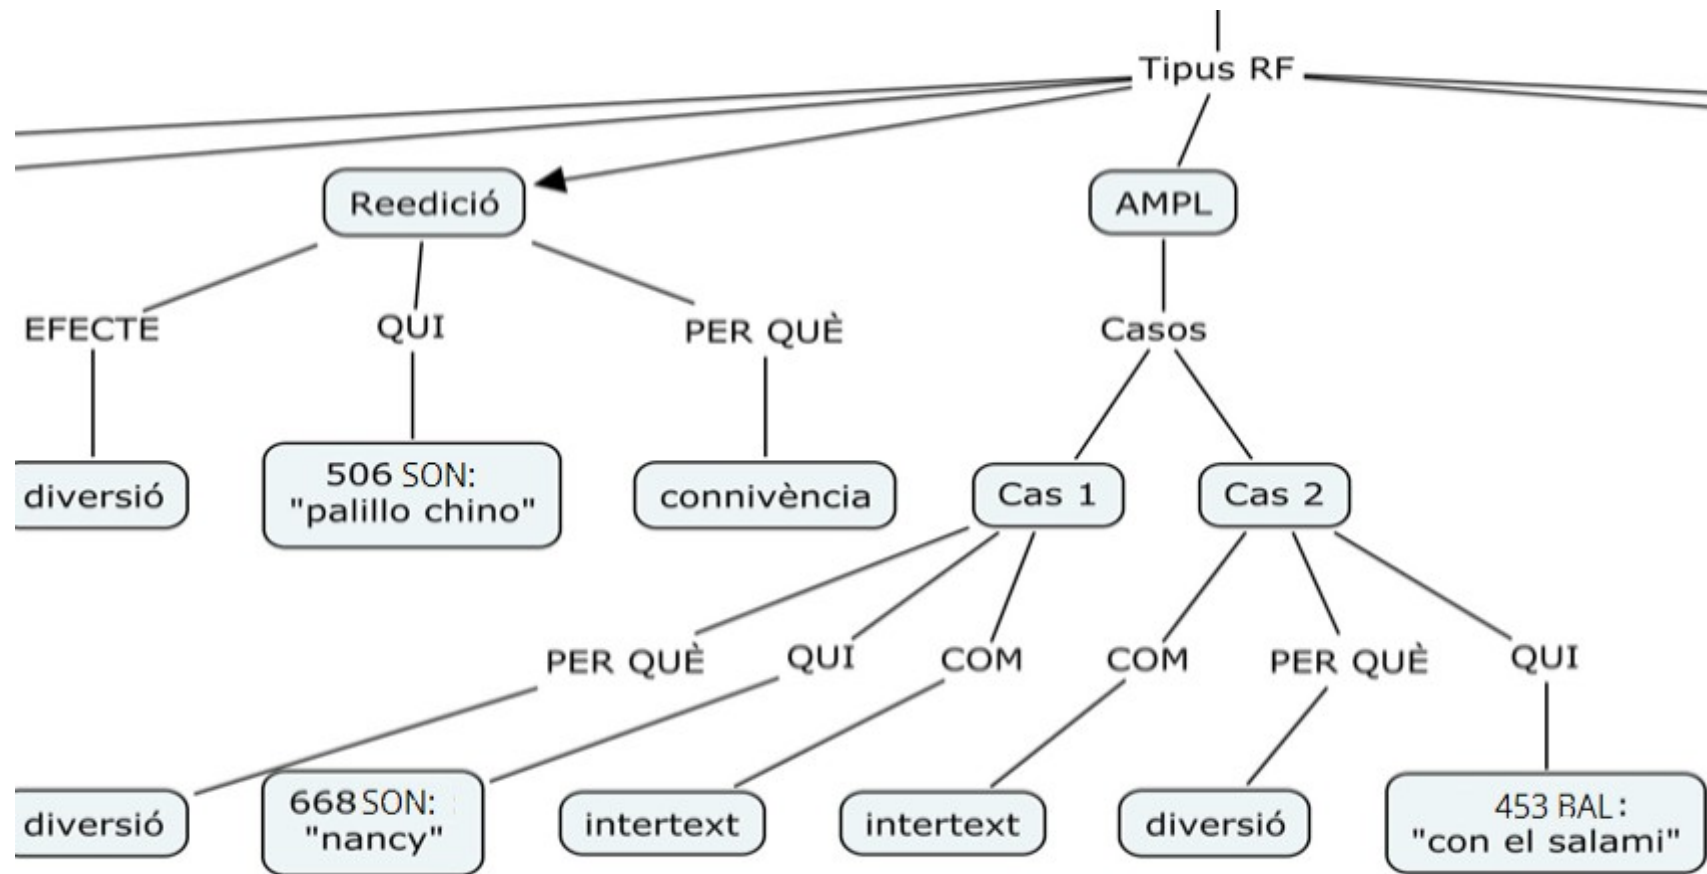 Tipus RF
Reedició
AMPL
EFECTE
QUI
PER QUÈ
Casos
diversió
506 SON:
"palillo chino"
connivència
Cas 1
Cas 2
PER QUÈ
QUI
COM
COM
PER QUÈ
QUI
diversió
668 SON:
"nancy"
intertext
intertext
diversió
453 BAL:
"con el salami"